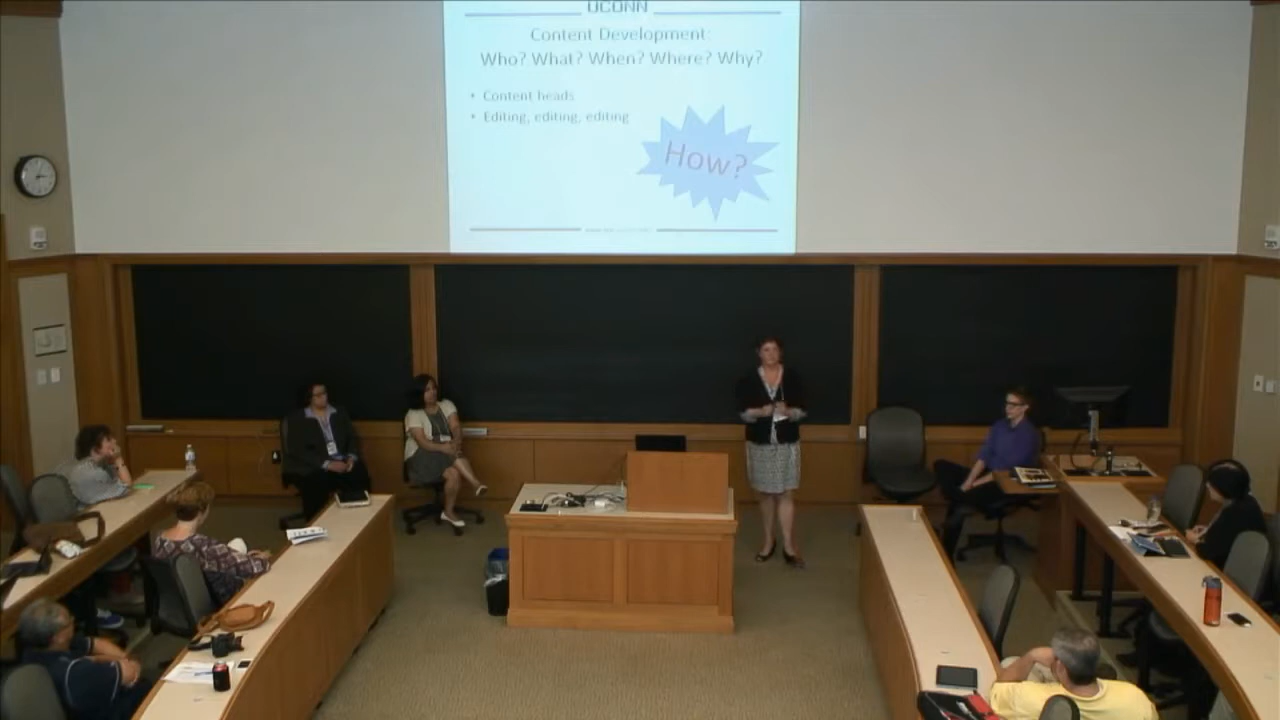 UCONN
Content Development:
Who? What? When? Where? Why?
• Content heads
• Editing, editing, editing
How?